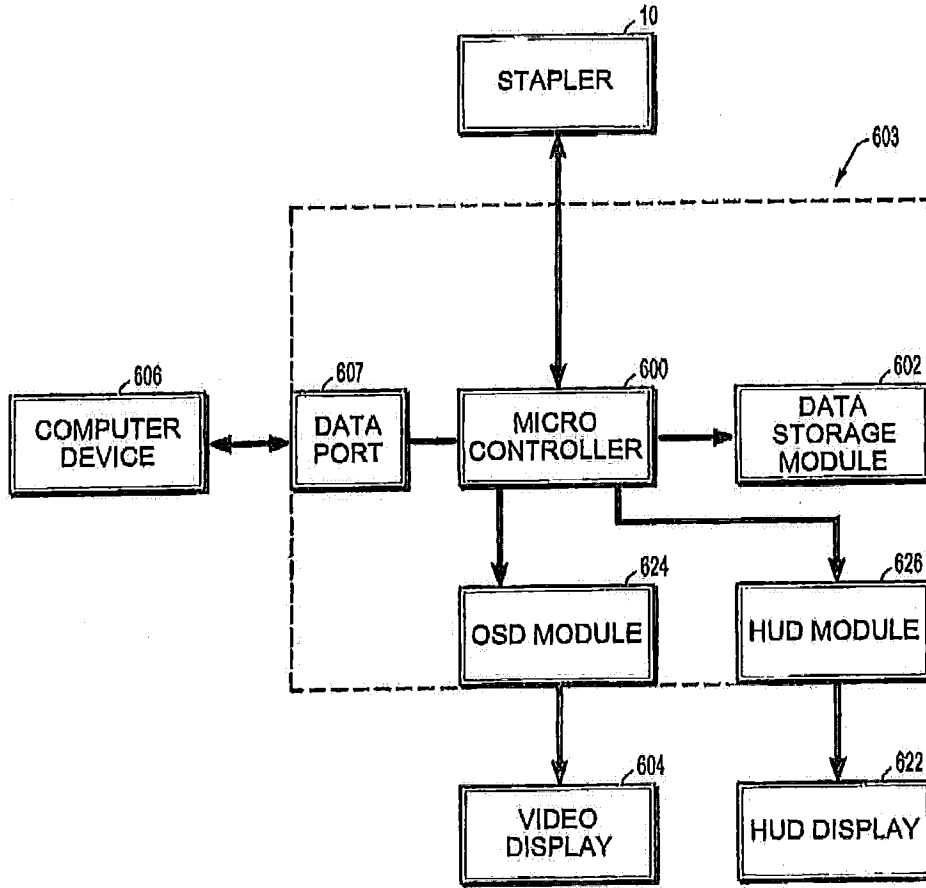 10
STAPLER
603
606
COMPUTER
DEVICE
607
DATA
PORT
600
MICRO
CONTROLLER
602
DATA
STORAGE
MODULE
624
OSD MODULE
626
HUD MODULE
604
VIDEO
DISPLAY
622
HUD DISPLAY